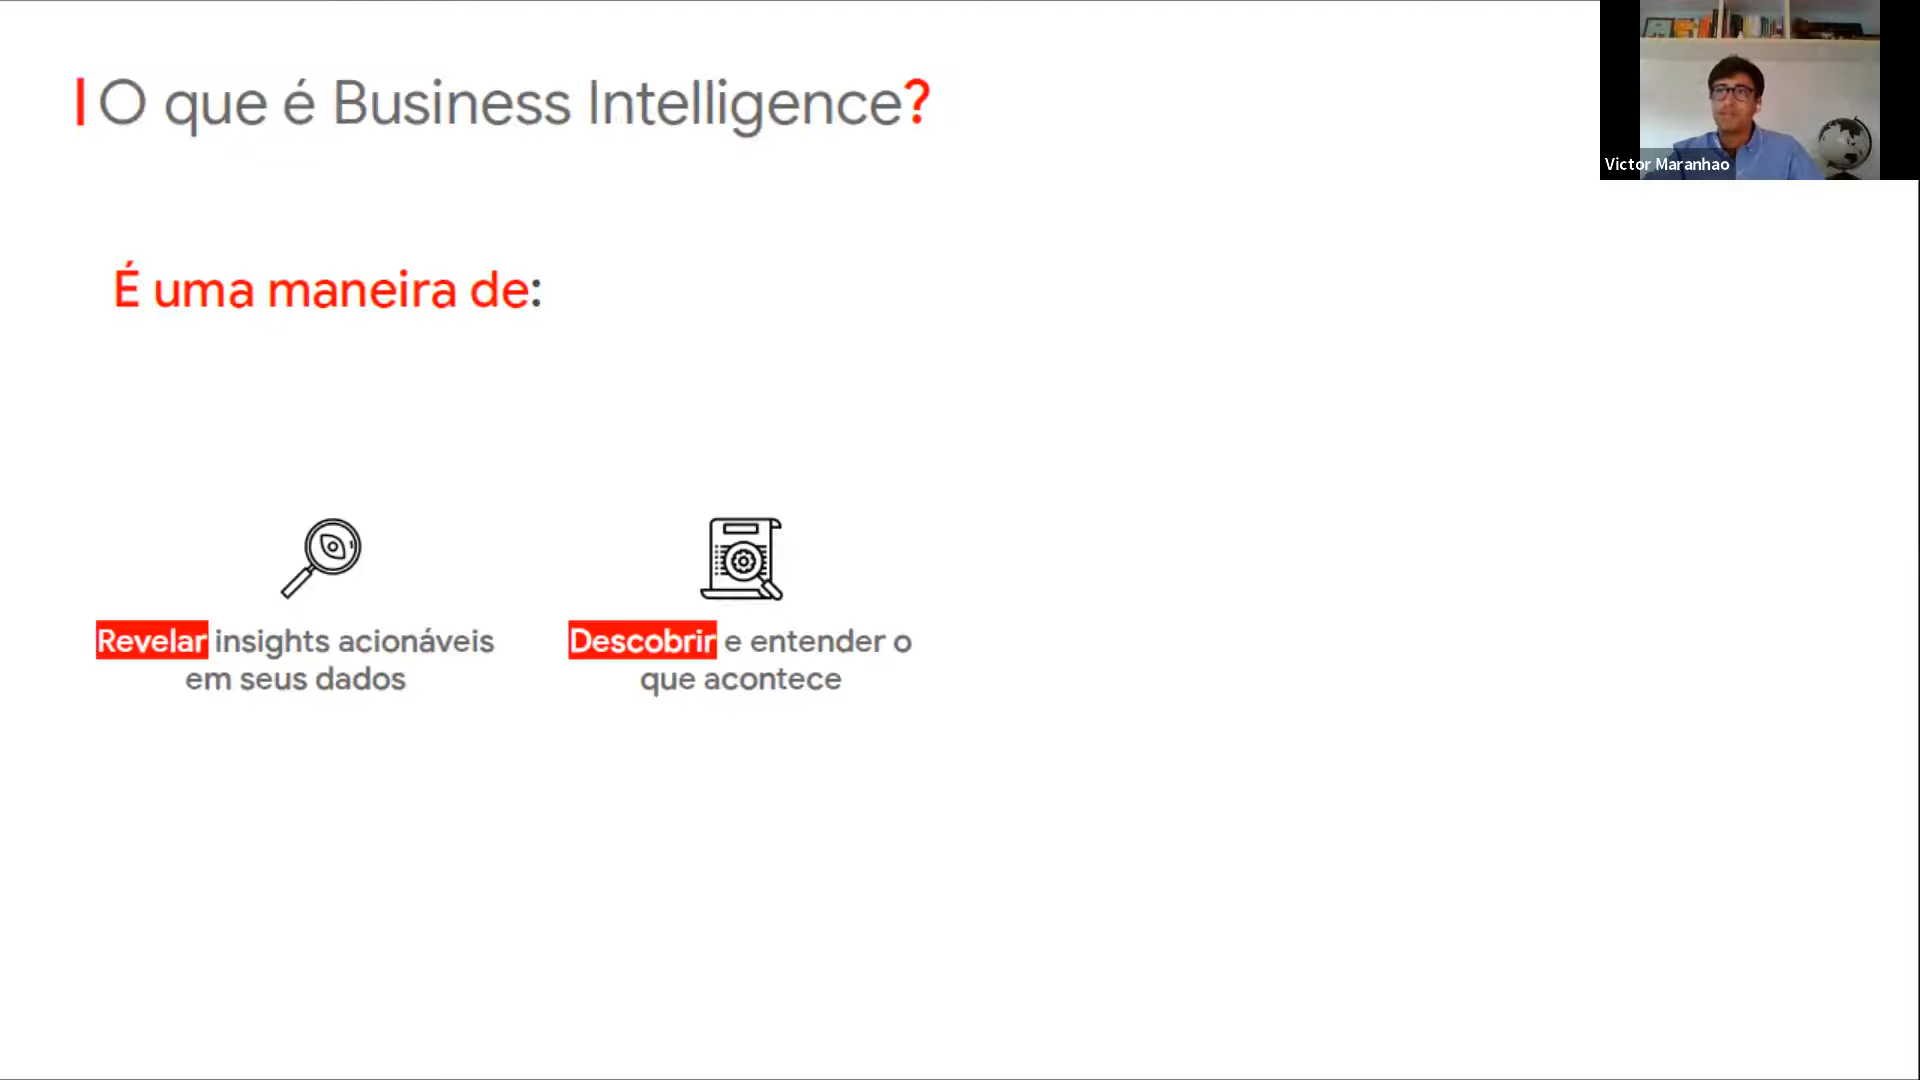 O que é Business Intelligence?
Victor Maranhao
É uma maneira de:
Revelar insights acionáveis
em seus dados
Descobrir e entender o
que acontece